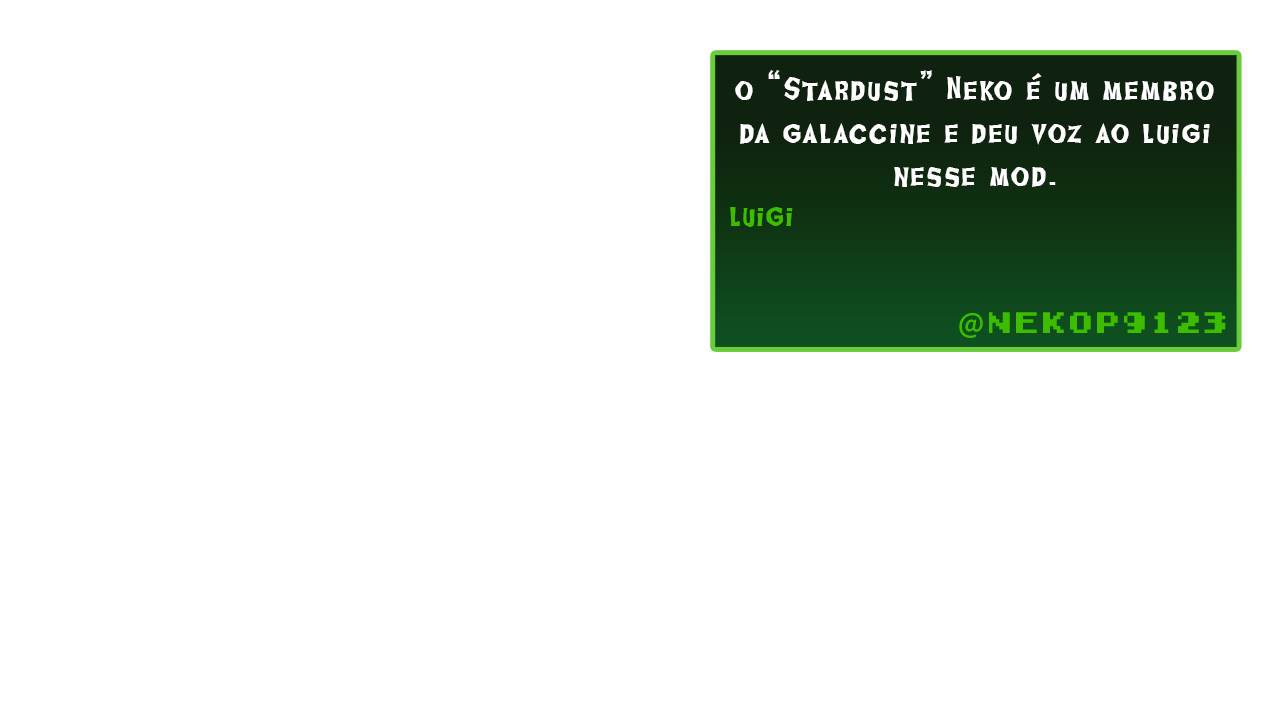 o “Stardust” Neko é um membro
da galaccine e deu voz ao luigi
nesse mod.
LUiGi
@NEKOP9123